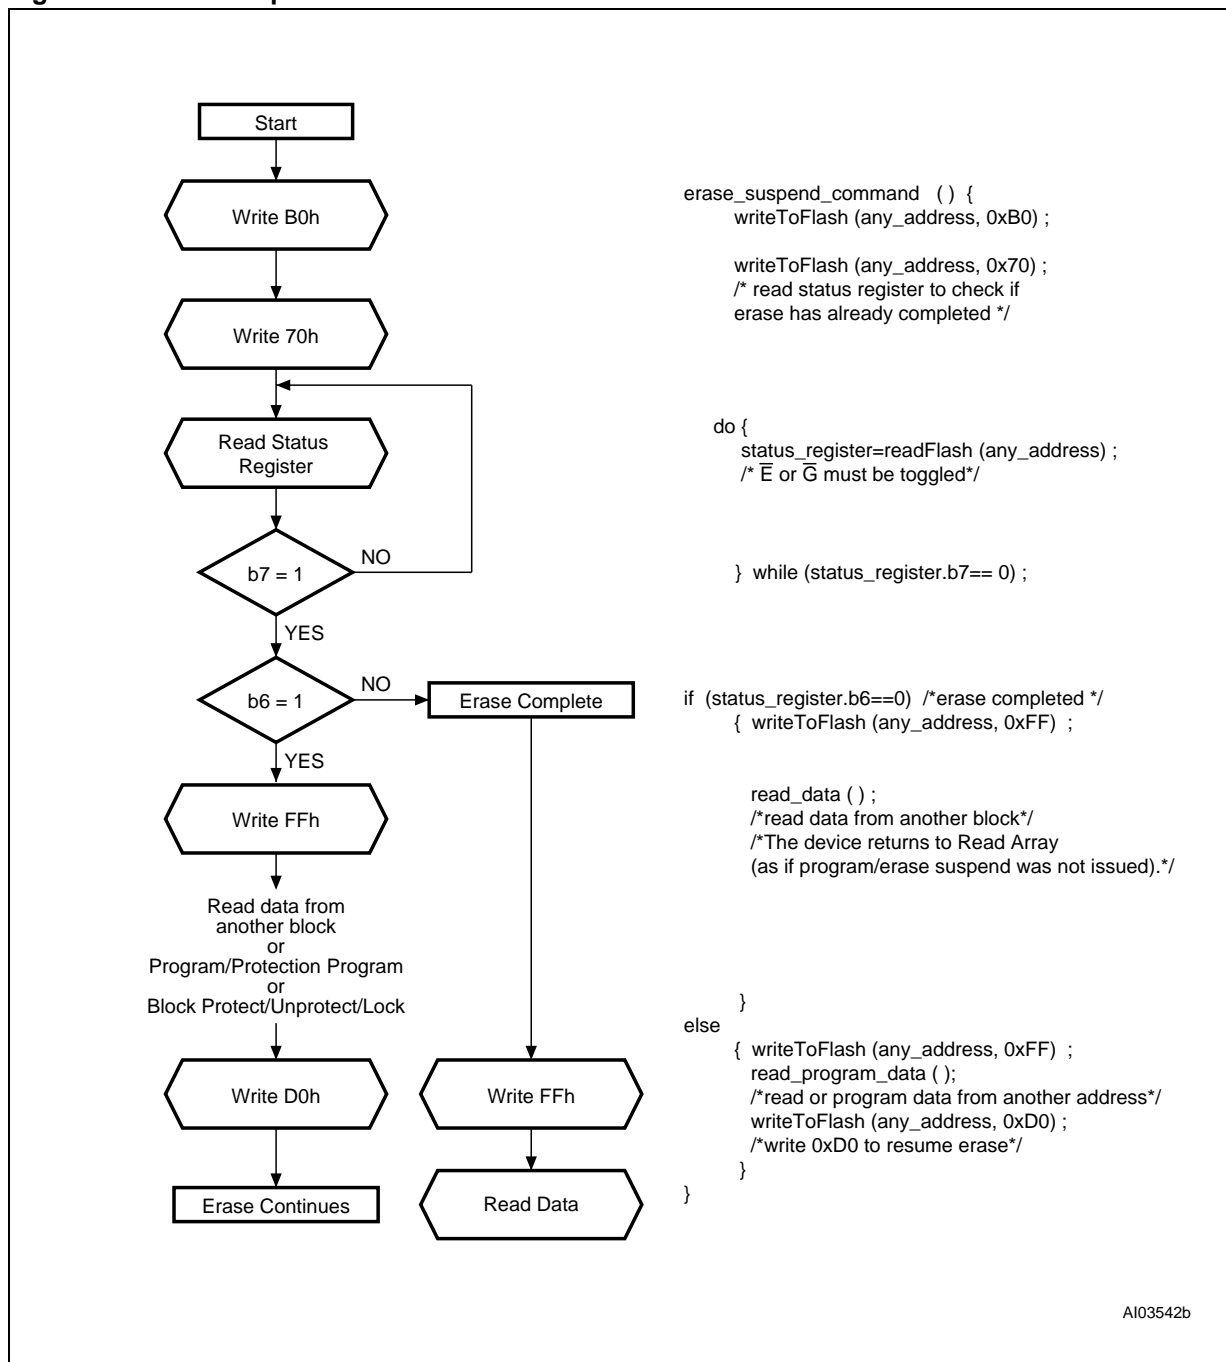 Start
Write B0h
Write 70h
Read Status
Register
b7 = 1
NO
YES
b6 = 1
NO
Erase Complete
YES
Write FFh
Read data from
another block
or
Program/Protection Program
or
Block Protect/Unprotect/Lock
Write D0h
Write FFh
Erase Continues
Read Data
erase_suspend_command ( ) {
writeToFlash (any_address, 0xB0) ;
writeToFlash (any_address, 0x70) ;
/* read status register to check if
erase has already completed */
do {
status_register=readFlash (any_address) ;
/* E̅ or G̅ must be toggled*/
} while (status_register.b7== 0) ;
if (status_register.b6==0) /*erase completed */
{ writeToFlash (any_address, 0xFF) ;
read_data ( ) ;
/*read data from another block*/
/*The device returns to Read Array
(as if program/erase suspend was not issued).*/
}
else
{ writeToFlash (any_address, 0xFF) ;
read_program_data ( );
/*read or program data from another address*/
writeToFlash (any_address, 0xD0) ;
/*write 0xD0 to resume erase*/
}
}
AI03542b